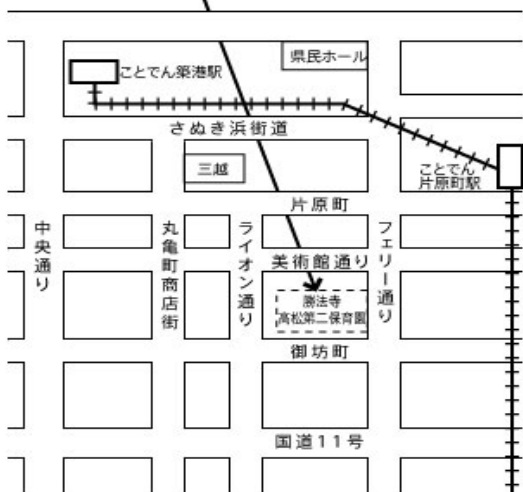 県民ホール
ことでん築港駅
さぬき浜街道
三越
ことでん
片原町駅
片原町
中央通り
丸亀町商店街
ライオン通り
フェリー通り
美術館通り
勝法寺
高松第二保育園
御坊町
国道11号